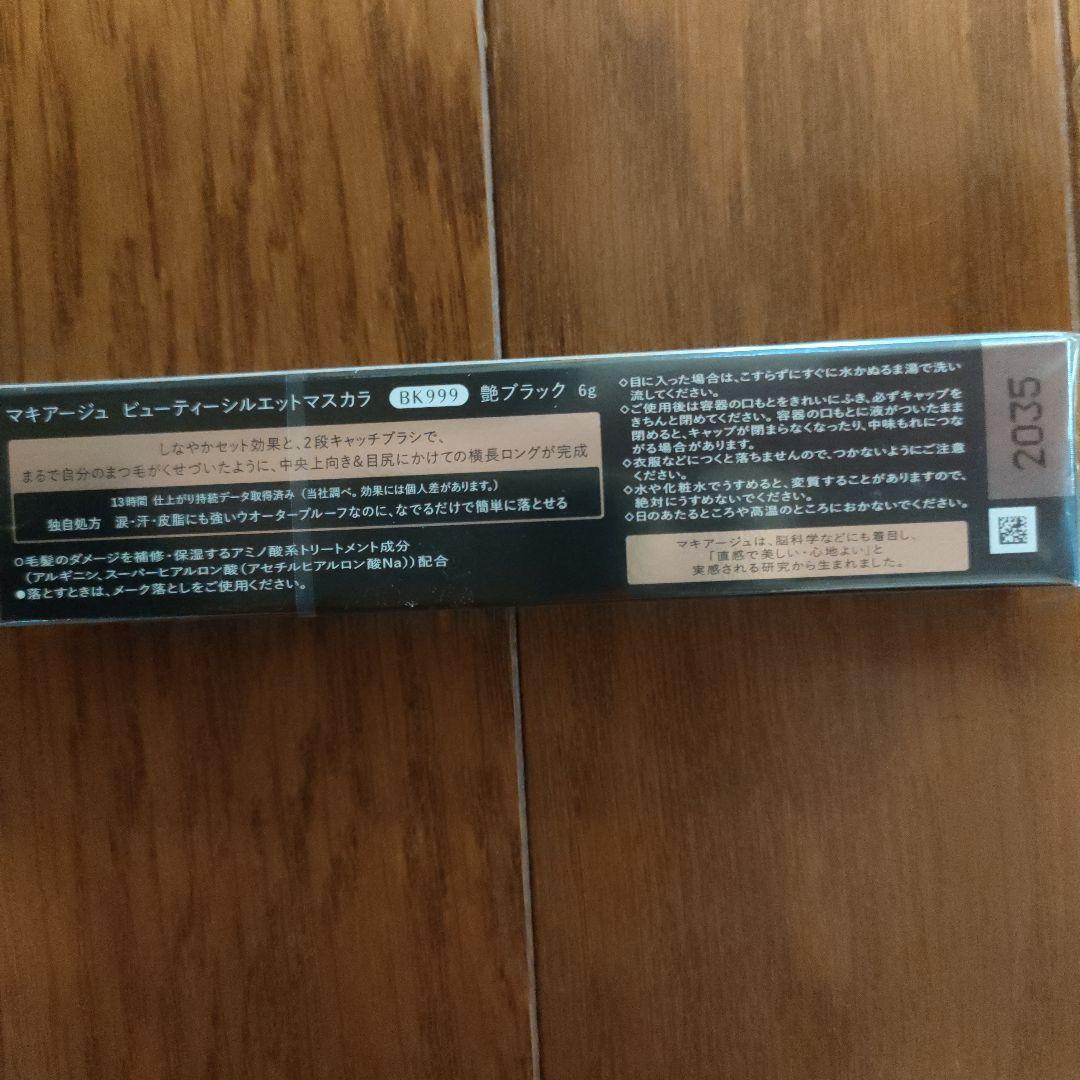 マキアージュ ビューティーシルエットマスカラ BK999 艶ブラック 6g
しなやかセット効果と、2段キャッチブラシで、
まるで自分のまつ毛がくせづいたように、中央上向き&目尻にかけての横長ロングが完成
13時間 仕上がり持続データ取得済み（当社調べ。効果には個人差があります。）
独自処方 涙・汗・皮脂にも強いウオータープルーフなのに、なでるだけで簡単に落とせる
○毛髪のダメージを補修・保湿するアミノ酸系トリートメント成分
（アルギニン、スーパーヒアルロン酸（アセチルヒアルロン酸Na））配合
●落とすときは、メーク落としをご使用ください。
◇目に入った場合は、こすらずにすぐに水かぬるま湯で洗い
流してください。
◇ご使用後は容器の口もとをきれいにふき、必ずキャップを
きちんと閉めてください。容器の口もとに液がついたまま
閉めると、キャップが閉まらなくなったり、中味もれにつな
がる場合があります。
◇衣服などにつくと落ちませんので、つかないようにご注意
ください。
◇水や化粧水でうすめると、変質することがありますので、
絶対にうすめないでください。
◇日のあたるところや高温のところにおかないでください。
マキアージュは、脳科学などにも着目し、
「直感で美しい・心地よい」と
実感される研究から生まれました。
2035